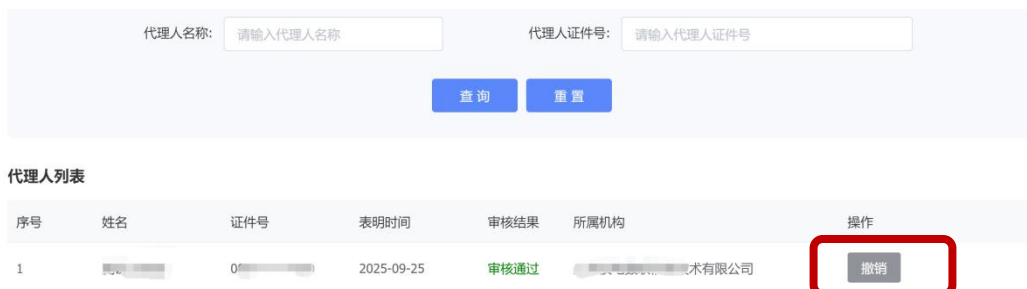 代理人名称: 请输入代理人名称 代理人证件号: 请输入代理人证件号
查询 重置
代理人列表
序号 姓名 证件号 表明时间 审核结果 所属机构 操作
1 2025-09-25 审核通过 术有限公司 撤销